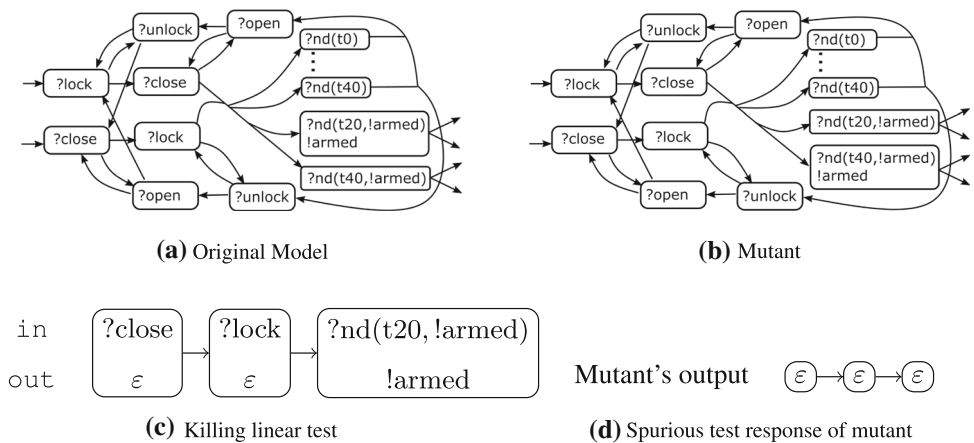 ?unlock
?open
?nd(t0)
?lock
?close
?nd(t40)
?close
?lock
?nd(t20,!armed)
!armed
?nd(t40,!armed)
?open
?unlock
(a) Original Model
?unlock
?open
?nd(t0)
?lock
?close
?nd(t40)
?close
?lock
?nd(t20,!armed)
?nd(t40,!armed)
!armed
?open
?unlock
(b) Mutant
in
?close
?lock
?nd(t20, !armed)
out
ε
ε
!armed
(c) Killing linear test
Mutant's output
ε
ε
ε
(d) Spurious test response of mutant